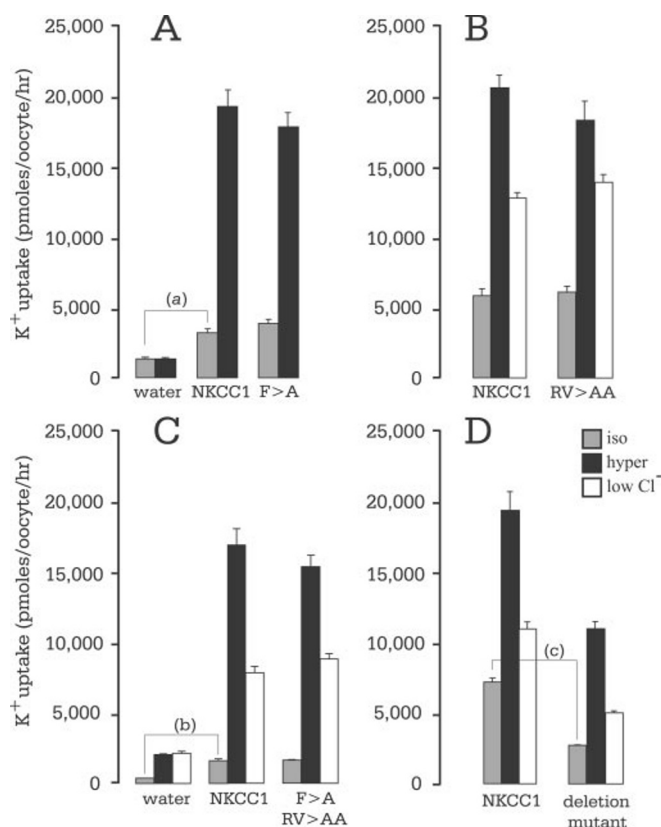 A
K+ uptake (pmoles/oocyte/hr)
25,000
20,000
15,000
10,000
5,000
0
(a)
water NKCC1 F>A
B
25,000
20,000
15,000
10,000
5,000
0
NKCC1 RV>AA
C
K+ uptake (pmoles/oocyte/hr)
25,000
20,000
15,000
10,000
5,000
0
(b)
water NKCC1 F>A
RV>AA
D
25,000
20,000
15,000
10,000
5,000
0
iso
hyper
low Cl-
(c)
NKCC1 deletion
mutant